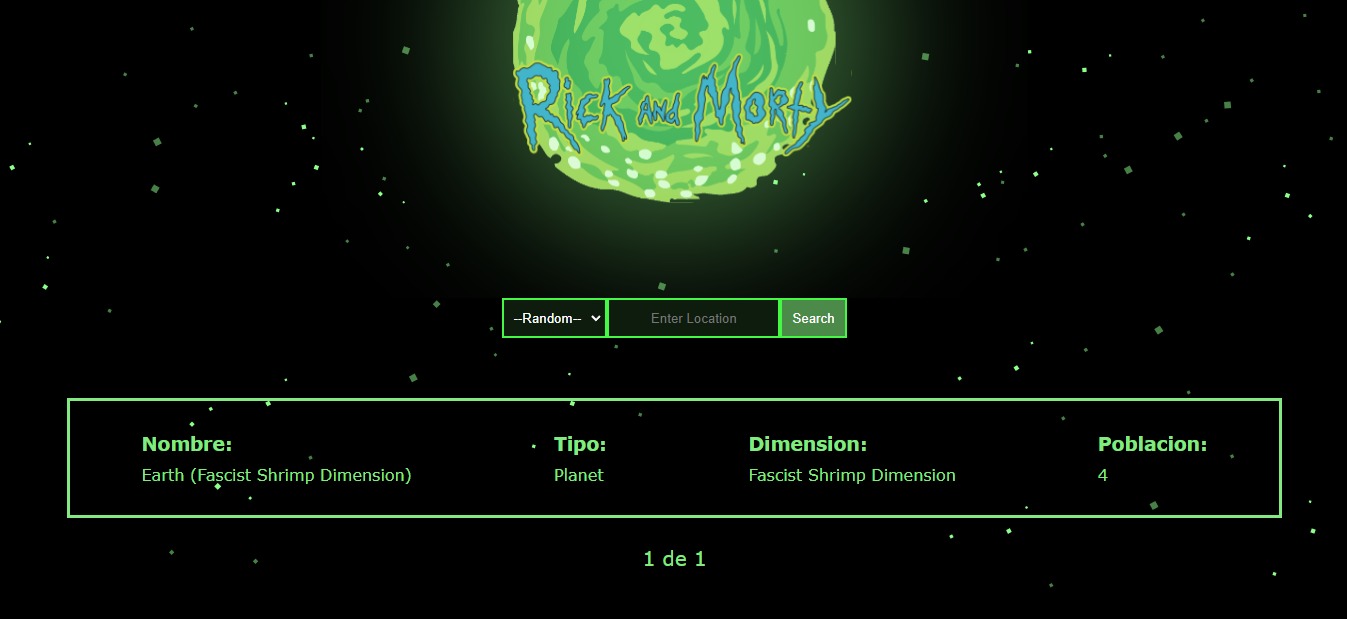 Rick and Morty
--Random-- Enter Location Search
Nombre: Tipo: Dimension: Poblacion:
Earth (Fascist Shrimp Dimension) Planet Fascist Shrimp Dimension 4
1 de 1